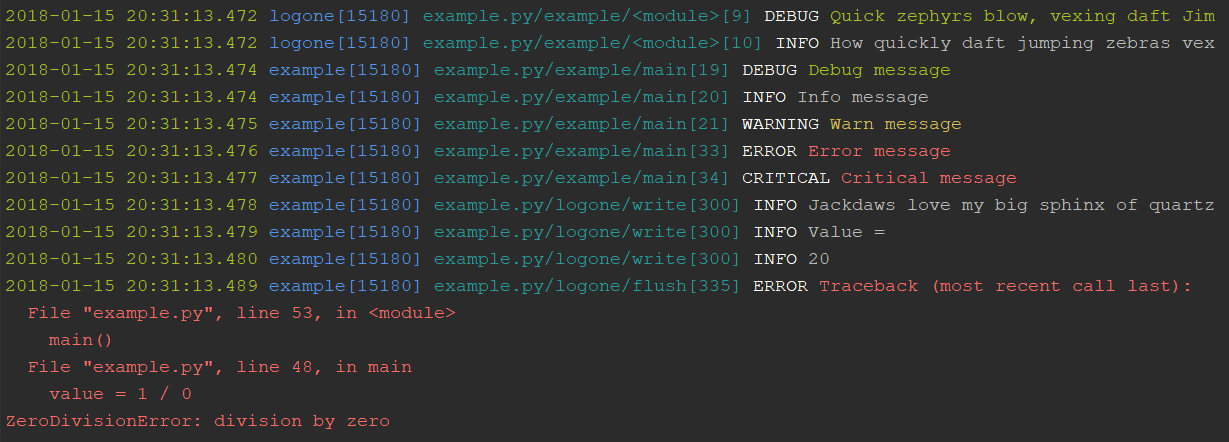 2018-01-15 20:31:13.472 logone[15180] example.py/example/<module>[9] DEBUG Quick zephyrs blow, vexing daft Jim
2018-01-15 20:31:13.472 logone[15180] example.py/example/<module>[10] INFO How quickly daft jumping zebras vex
2018-01-15 20:31:13.474 example[15180] example.py/example/main[19] DEBUG Debug message
2018-01-15 20:31:13.474 example[15180] example.py/example/main[20] INFO Info message
2018-01-15 20:31:13.475 example[15180] example.py/example/main[21] WARNING Warn message
2018-01-15 20:31:13.476 example[15180] example.py/example/main[33] ERROR Error message
2018-01-15 20:31:13.477 example[15180] example.py/example/main[34] CRITICAL Critical message
2018-01-15 20:31:13.478 example[15180] example.py/logone/write[300] INFO Jackdaws love my big sphinx of quartz
2018-01-15 20:31:13.479 example[15180] example.py/logone/write[300] INFO Value =
2018-01-15 20:31:13.480 example[15180] example.py/logone/write[300] INFO 20
2018-01-15 20:31:13.489 example[15180] example.py/logone/flush[335] ERROR Traceback (most recent call last):
  File "example.py", line 53, in <module>
    main()
  File "example.py", line 48, in main
    value = 1 / 0
ZeroDivisionError: division by zero